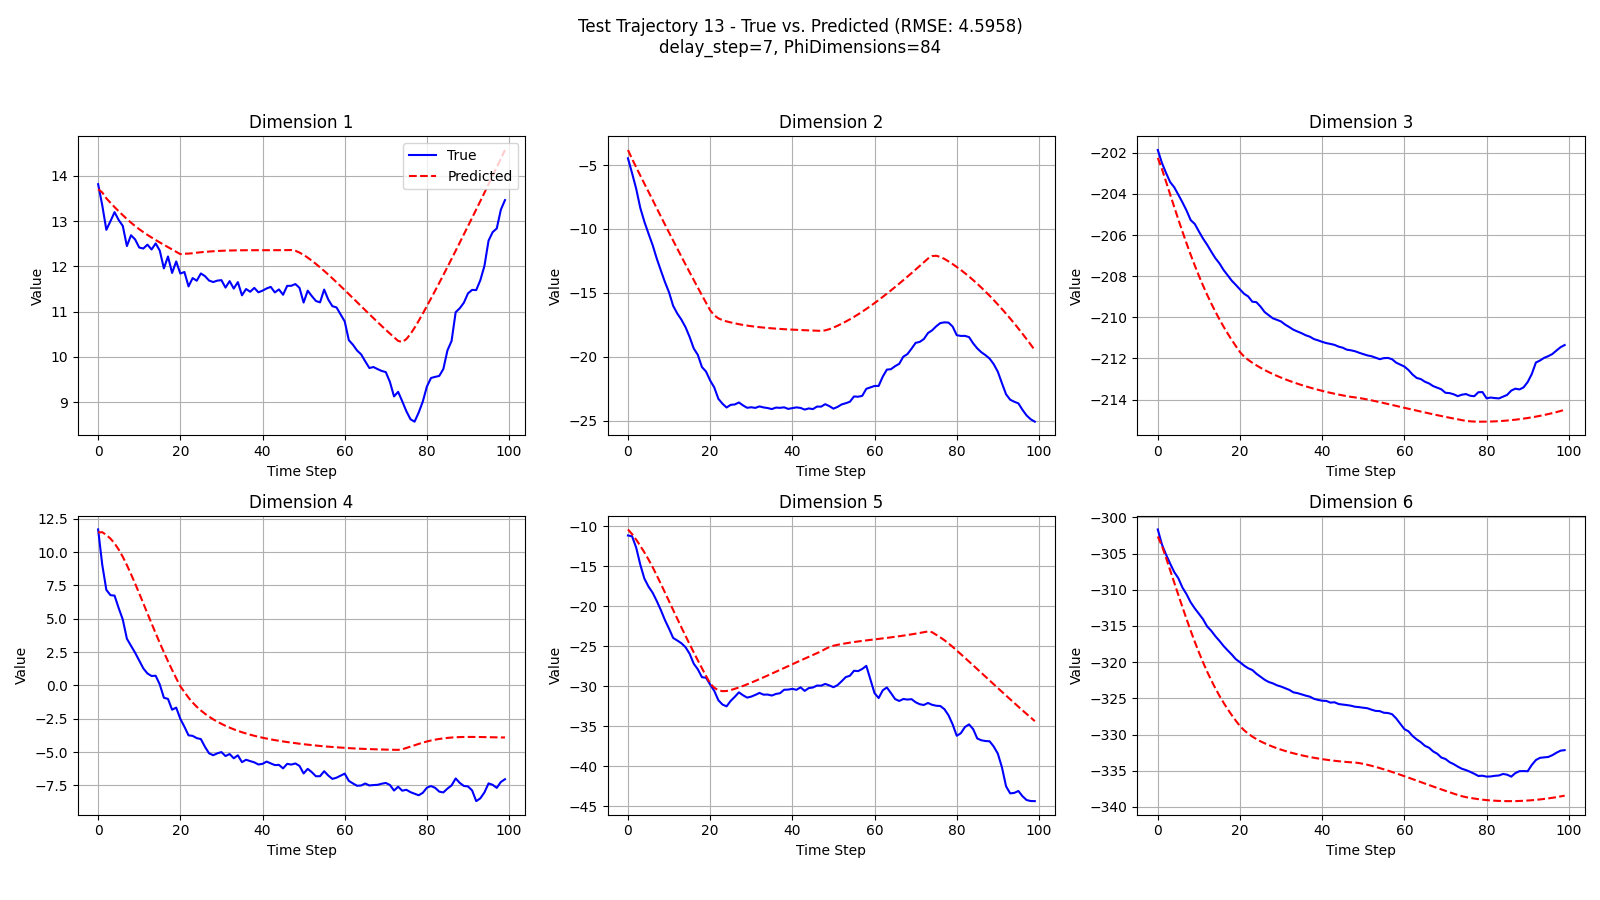 Test Trajectory 13 - True vs. Predicted (RMSE: 4.5958)
delay_step=7, PhiDimensions=84
Dimension 1
Value
14
13
12
11
10
9
True
Predicted
0 20 40 60 80 100
Time Step
Dimension 2
Value
−5
−10
−15
−20
−25
0 20 40 60 80 100
Time Step
Dimension 3
Value
−202
−204
−206
−208
−210
−212
−214
0 20 40 60 80 100
Time Step
Dimension 4
Value
12.5
10.0
7.5
5.0
2.5
0.0
−2.5
−5.0
−7.5
0 20 40 60 80 100
Time Step
Dimension 5
Value
−10
−15
−20
−25
−30
−35
−40
−45
0 20 40 60 80 100
Time Step
Dimension 6
Value
−300
−305
−310
−315
−320
−325
−330
−335
−340
0 20 40 60 80 100
Time Step